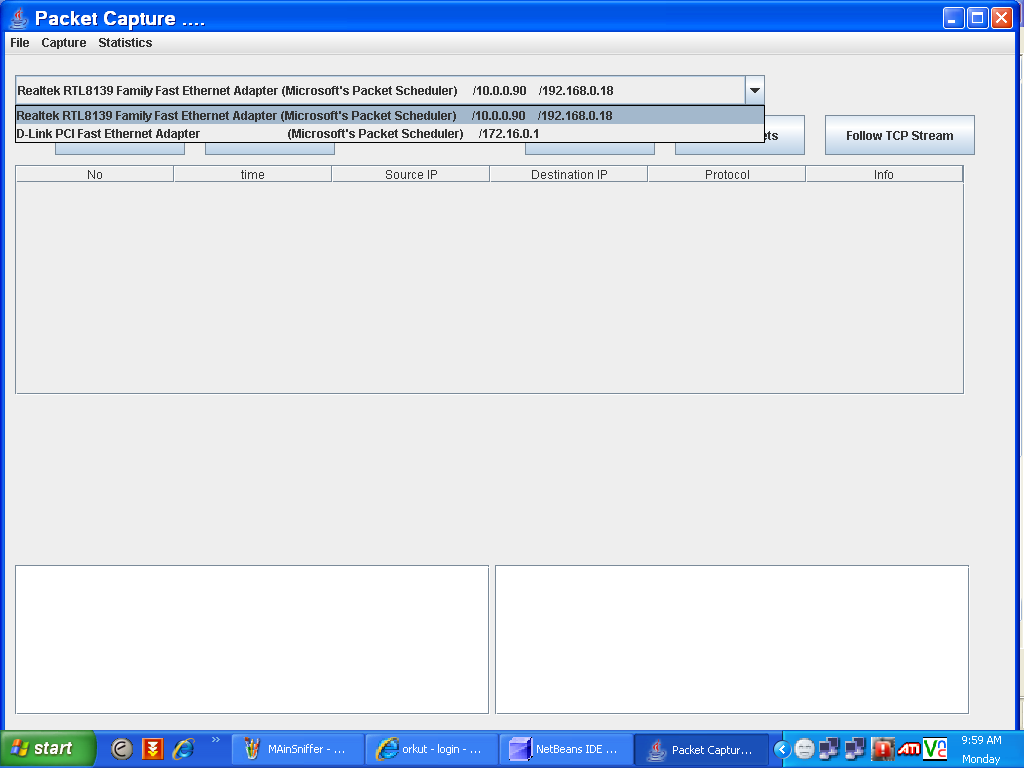 Packet Capture ....
File Capture Statistics
Realtek RTL8139 Family Fast Ethernet Adapter (Microsoft's Packet Scheduler) /10.0.0.90 /192.168.0.18
Realtek RTL8139 Family Fast Ethernet Adapter (Microsoft's Packet Scheduler) /10.0.0.90 /192.168.0.18
D-Link PCI Fast Ethernet Adapter (Microsoft's Packet Scheduler) /172.16.0.1
ets Follow TCP Stream
No time Source IP Destination IP Protocol Info
start MAinSniffer - ... orkut - login - ... NetBeans IDE ... Packet Captur... ATI 9:59 AM
Monday